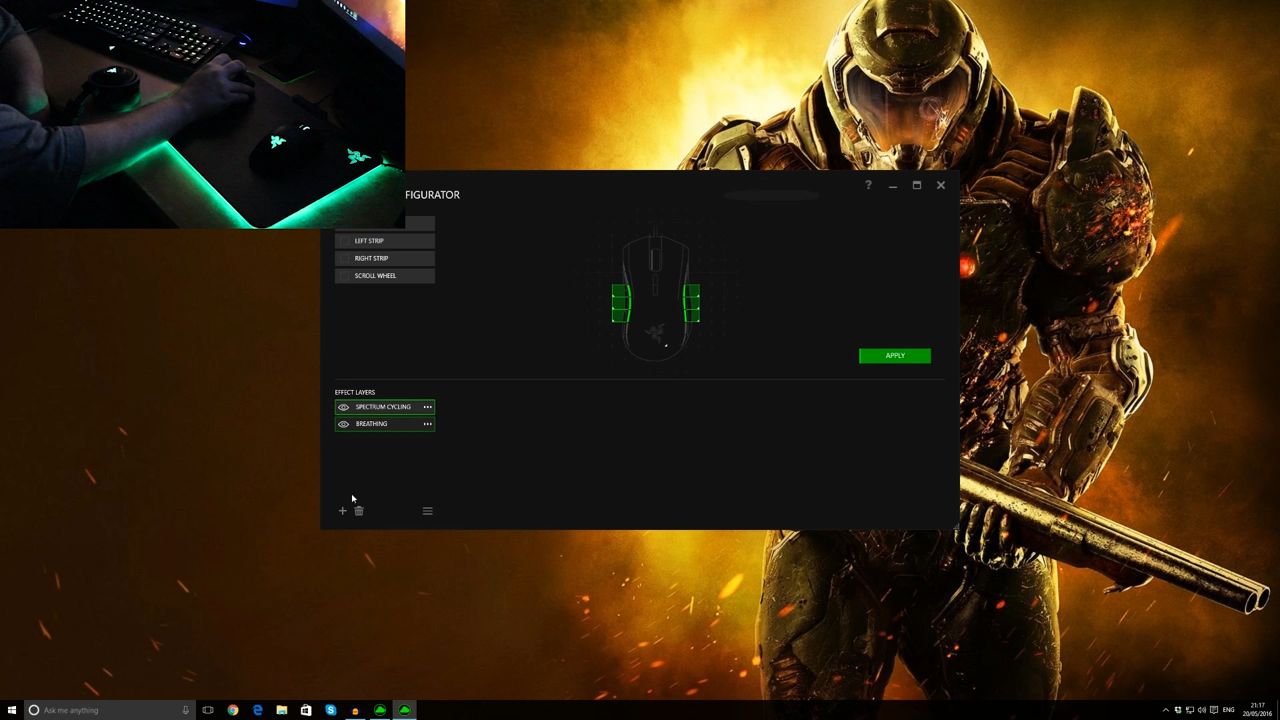 FIGURATOR
LEFT STRIP
RIGHT STRIP
SCROLL WHEEL
APPLY
EFFECT LAYERS
SPECTRUM CYCLING
BREATHING
Ask me anything
ENG
21:17
20/05/2016